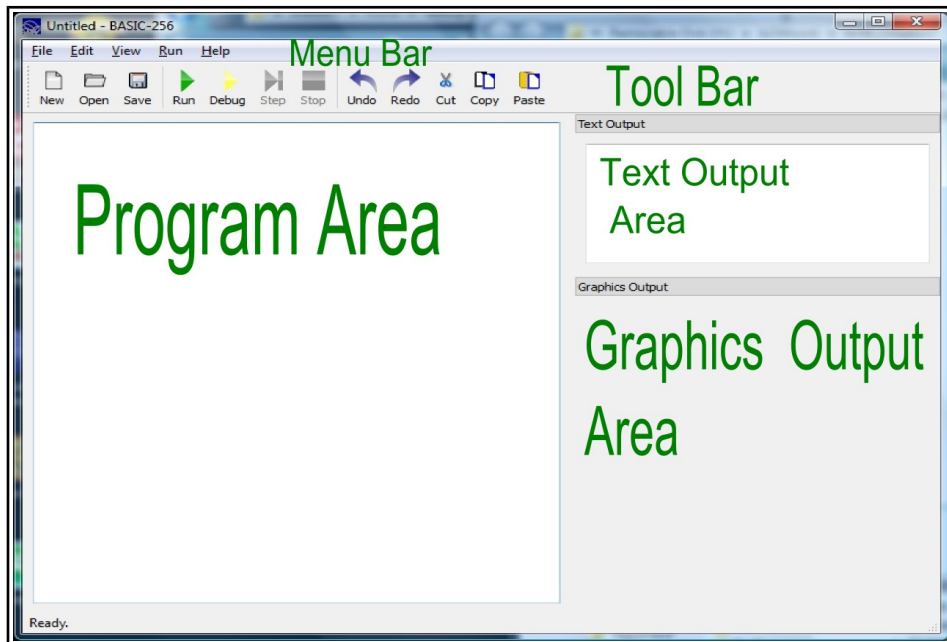 Untitled - BASIC-256
File Edit View Run Help
Menu Bar
New Open Save Run Debug Step Stop Undo Redo Cut Copy Paste
Tool Bar
Program Area
Text Output
Text Output
Area
Graphics Output
Graphics Output
Area
Ready.